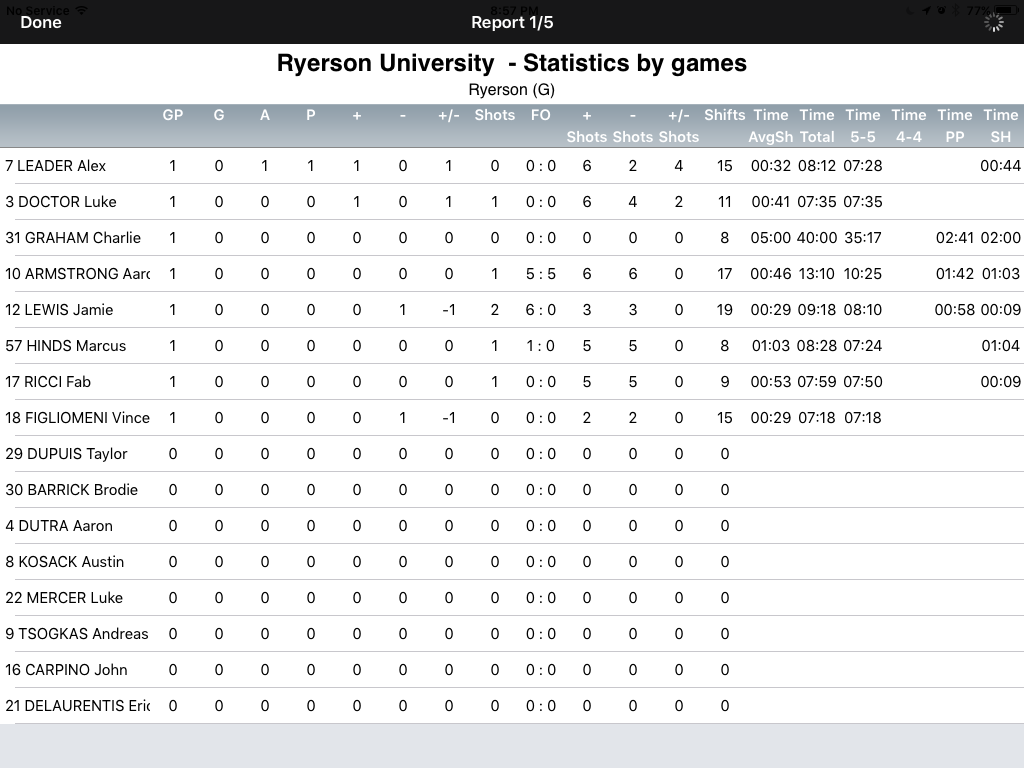 No Service 8:57 PM 77%
Done Report 1/5
Ryerson University - Statistics by games
Ryerson (G)
GP G A P + - +/- Shots FO + - +/- Shifts Time Time Time Time Time Time
Shots Shots Shots AvgSh Total 5-5 4-4 PP SH
7 LEADER Alex 1 0 1 1 1 0 1 0 0 : 0 6 2 4 15 00:32 08:12 07:28 00:44
3 DOCTOR Luke 1 0 0 0 1 0 1 1 0 : 0 6 4 2 11 00:41 07:35 07:35
31 GRAHAM Charlie 1 0 0 0 0 0 0 0 0 : 0 0 0 0 8 05:00 40:00 35:17 02:41 02:00
10 ARMSTRONG Aaro 1 0 0 0 0 0 0 1 5 : 5 6 6 0 17 00:46 13:10 10:25 01:42 01:03
12 LEWIS Jamie 1 0 0 0 0 1 -1 2 6 : 0 3 3 0 19 00:29 09:18 08:10 00:58 00:09
57 HINDS Marcus 1 0 0 0 0 0 0 1 1 : 0 5 5 0 8 01:03 08:28 07:24 01:04
17 RICCI Fab 1 0 0 0 0 0 0 1 0 : 0 5 5 0 9 00:53 07:59 07:50 00:09
18 FIGLIOMENI Vince 1 0 0 0 0 1 -1 0 0 : 0 2 2 0 15 00:29 07:18 07:18
29 DUPUIS Taylor 0 0 0 0 0 0 0 0 0 : 0 0 0 0 0
30 BARRICK Brodie 0 0 0 0 0 0 0 0 0 : 0 0 0 0 0
4 DUTRA Aaron 0 0 0 0 0 0 0 0 0 : 0 0 0 0 0
8 KOSACK Austin 0 0 0 0 0 0 0 0 0 : 0 0 0 0 0
22 MERCER Luke 0 0 0 0 0 0 0 0 0 : 0 0 0 0 0
9 TSOGKAS Andreas 0 0 0 0 0 0 0 0 0 : 0 0 0 0 0
16 CARPINO John 0 0 0 0 0 0 0 0 0 : 0 0 0 0 0
21 DELAURENTIS Eric 0 0 0 0 0 0 0 0 0 : 0 0 0 0 0